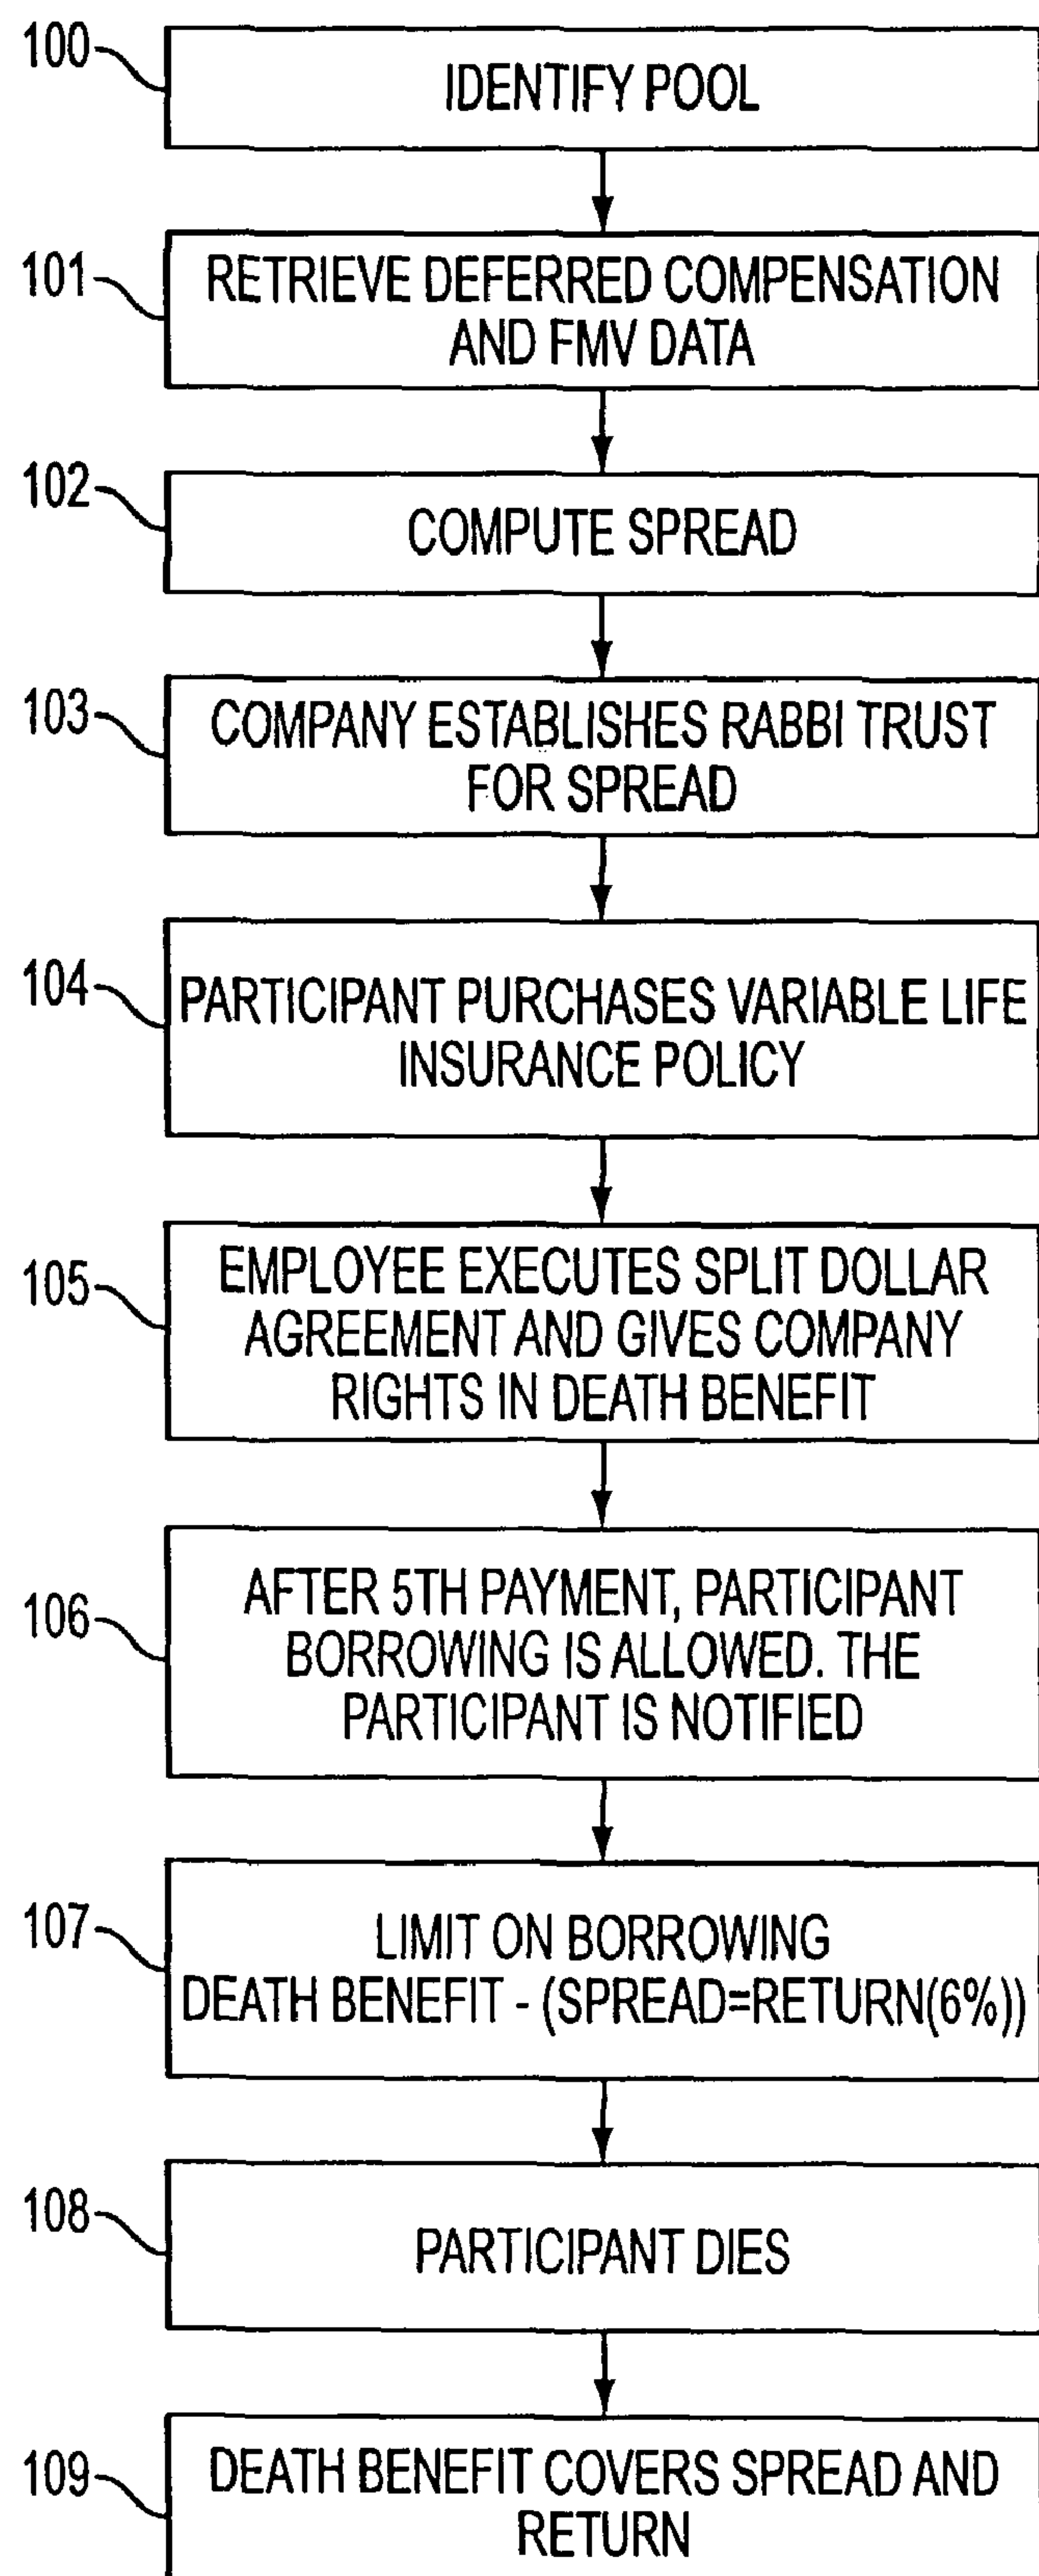 100
IDENTIFY POOL
101
RETRIEVE DEFERRED COMPENSATION
AND FMV DATA
102
COMPUTE SPREAD
103
COMPANY ESTABLISHES RABBI TRUST
FOR SPREAD
104
PARTICIPANT PURCHASES VARIABLE LIFE
INSURANCE POLICY
105
EMPLOYEE EXECUTES SPLIT DOLLAR
AGREEMENT AND GIVES COMPANY
RIGHTS IN DEATH BENEFIT
106
AFTER 5TH PAYMENT, PARTICIPANT
BORROWING IS ALLOWED. THE
PARTICIPANT IS NOTIFIED
107
LIMIT ON BORROWING
DEATH BENEFIT - (SPREAD=RETURN(6%))
108
PARTICIPANT DIES
109
DEATH BENEFIT COVERS SPREAD AND
RETURN